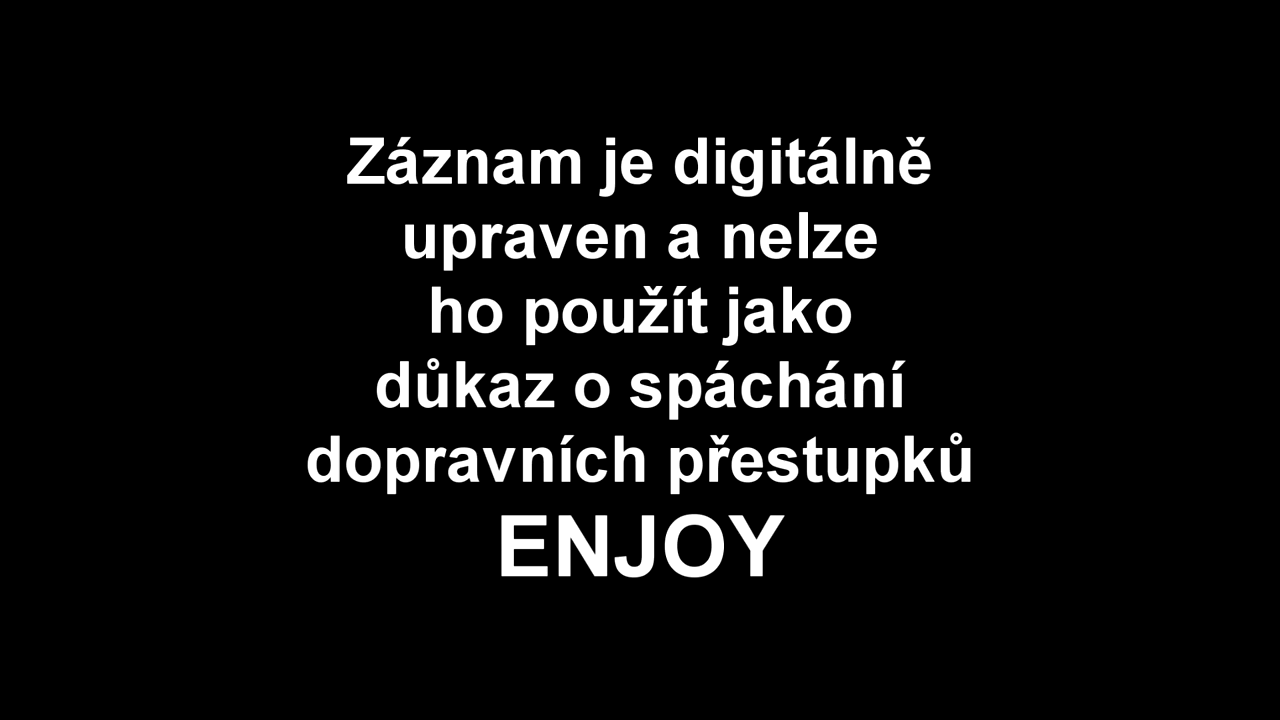 Záznam je digitálně
upraven a nelze
ho použít jako
důkaz o spáchání
dopravních přestupků
ENJOY